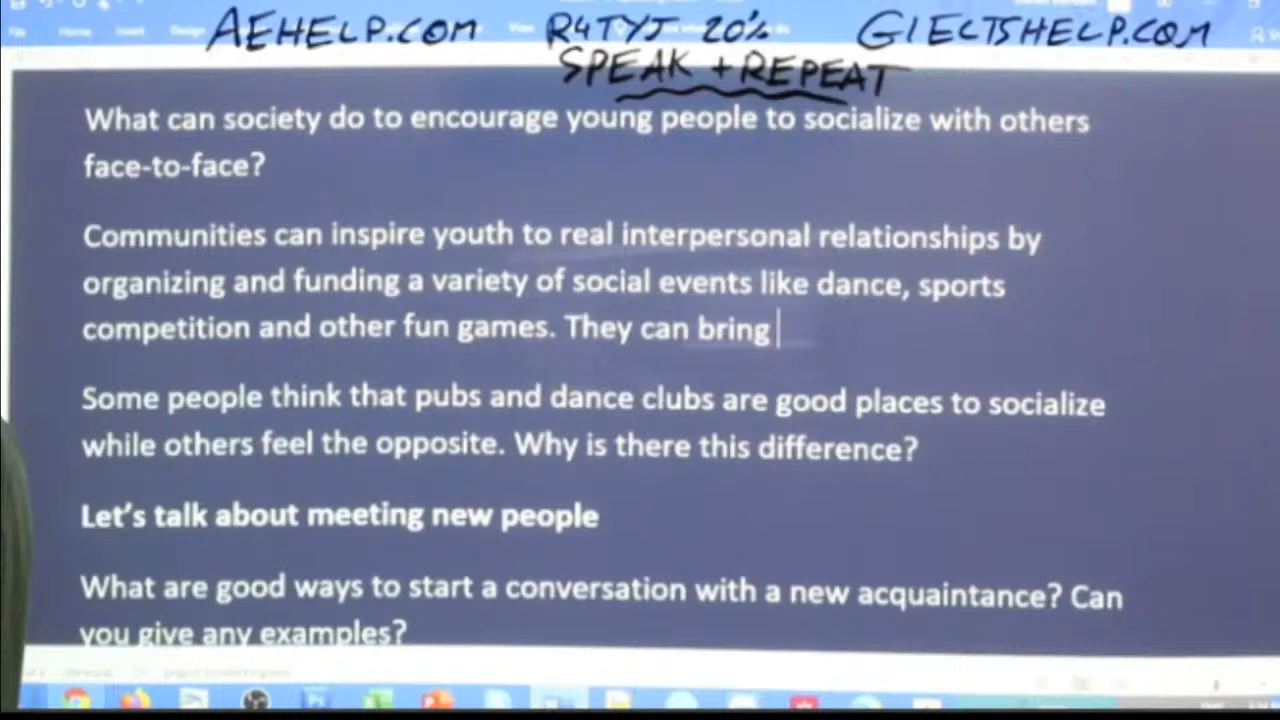 AEHELP.COM R4TYJ 20% GIELTSHELP.COM
SPEAK + REPEAT
What can society do to encourage young people to socialize with others
face-to-face?
Communities can inspire youth to real interpersonal relationships by
organizing and funding a variety of social events like dance, sports
competition and other fun games. They can bring
Some people think that pubs and dance clubs are good places to socialize
while others feel the opposite. Why is there this difference?
Let's talk about meeting new people
What are good ways to start a conversation with a new acquaintance? Can
you give any examples?